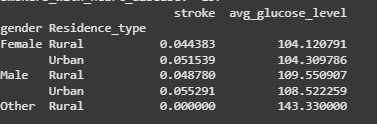 stroke avg_glucose_level
gender Residence_type
Female Rural 0.044383 104.120791
Urban 0.051539 104.309786
Male Rural 0.048780 109.550907
Urban 0.055291 108.522259
Other Rural 0.000000 143.330000